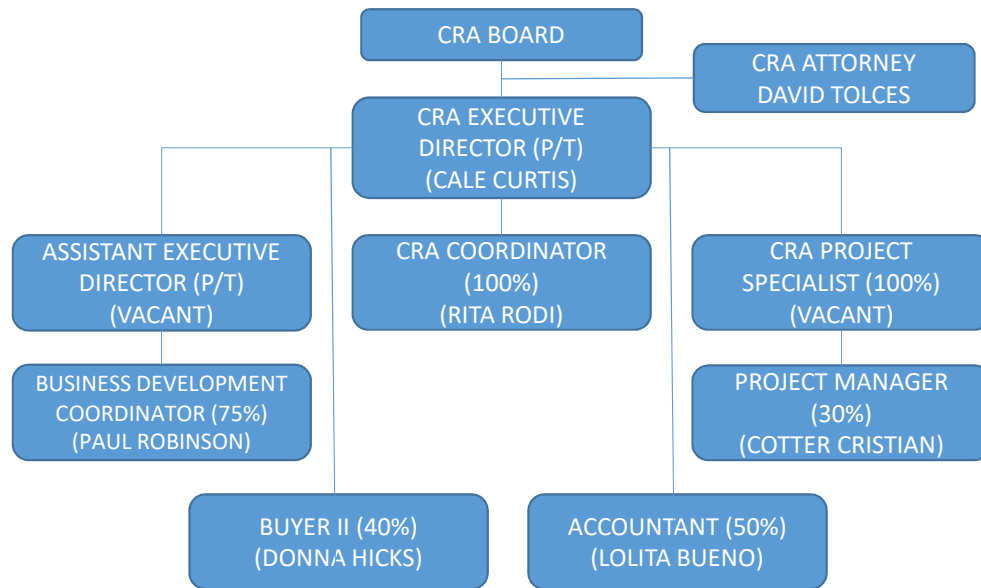 CRA BOARD
CRA ATTORNEY
DAVID TOLCES
CRA EXECUTIVE
DIRECTOR (P/T)
(CALE CURTIS)
ASSISTANT EXECUTIVE
DIRECTOR (P/T)
(VACANT)
CRA COORDINATOR
(100%)
(RITA RODI)
CRA PROJECT
SPECIALIST (100%)
(VACANT)
BUSINESS DEVELOPMENT
COORDINATOR (75%)
(PAUL ROBINSON)
PROJECT MANAGER
(30%)
(COTTER CRISTIAN)
BUYER II (40%)
(DONNA HICKS)
ACCOUNTANT (50%)
(LOLITA BUENO)